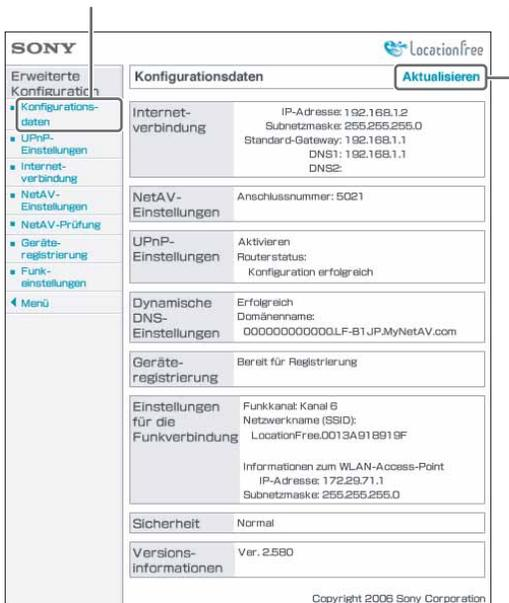 SONY
LocationFree
Erweiterte
Konfiguration
Konfigurations-
daten
UPnP-
Einstellungen
Internet-
verbindung
NetAV-
Einstellungen
NetAV-Prüfung
Geräte-
registrierung
Funk-
einstellungen
Menü
Konfigurationsdaten
Aktualisieren
Internet-
verbindung
IP-Adresse: 192.168.1.2
Subnetzmaske: 255.255.255.0
Standard-Gateway: 192.168.1.1
DNS1: 192.168.1.1
DNS2:
NetAV-
Einstellungen
Anschlussnummer: 5021
UPnP-
Einstellungen
Aktivieren
Routerstatus:
Konfiguration erfolgreich
Dynamische
DNS-
Einstellungen
Erfolgreich
Domänenname:
000000000000.LF-B1JP.MyNetAV.com
Geräte-
registrierung
Bereit für Registrierung
Einstellungen
für die
Funkverbindung
Funkkanal: Kanal 6
Netzwerkname (SSID):
LocationFree.0013A918919F
Informationen zum WLAN-Access-Point
IP-Adresse: 172.29.71.1
Subnetzmaske: 255.255.255.0
Sicherheit
Normal
Versions-
informationen
Ver. 2.580
Copyright 2006 Sony Corporation